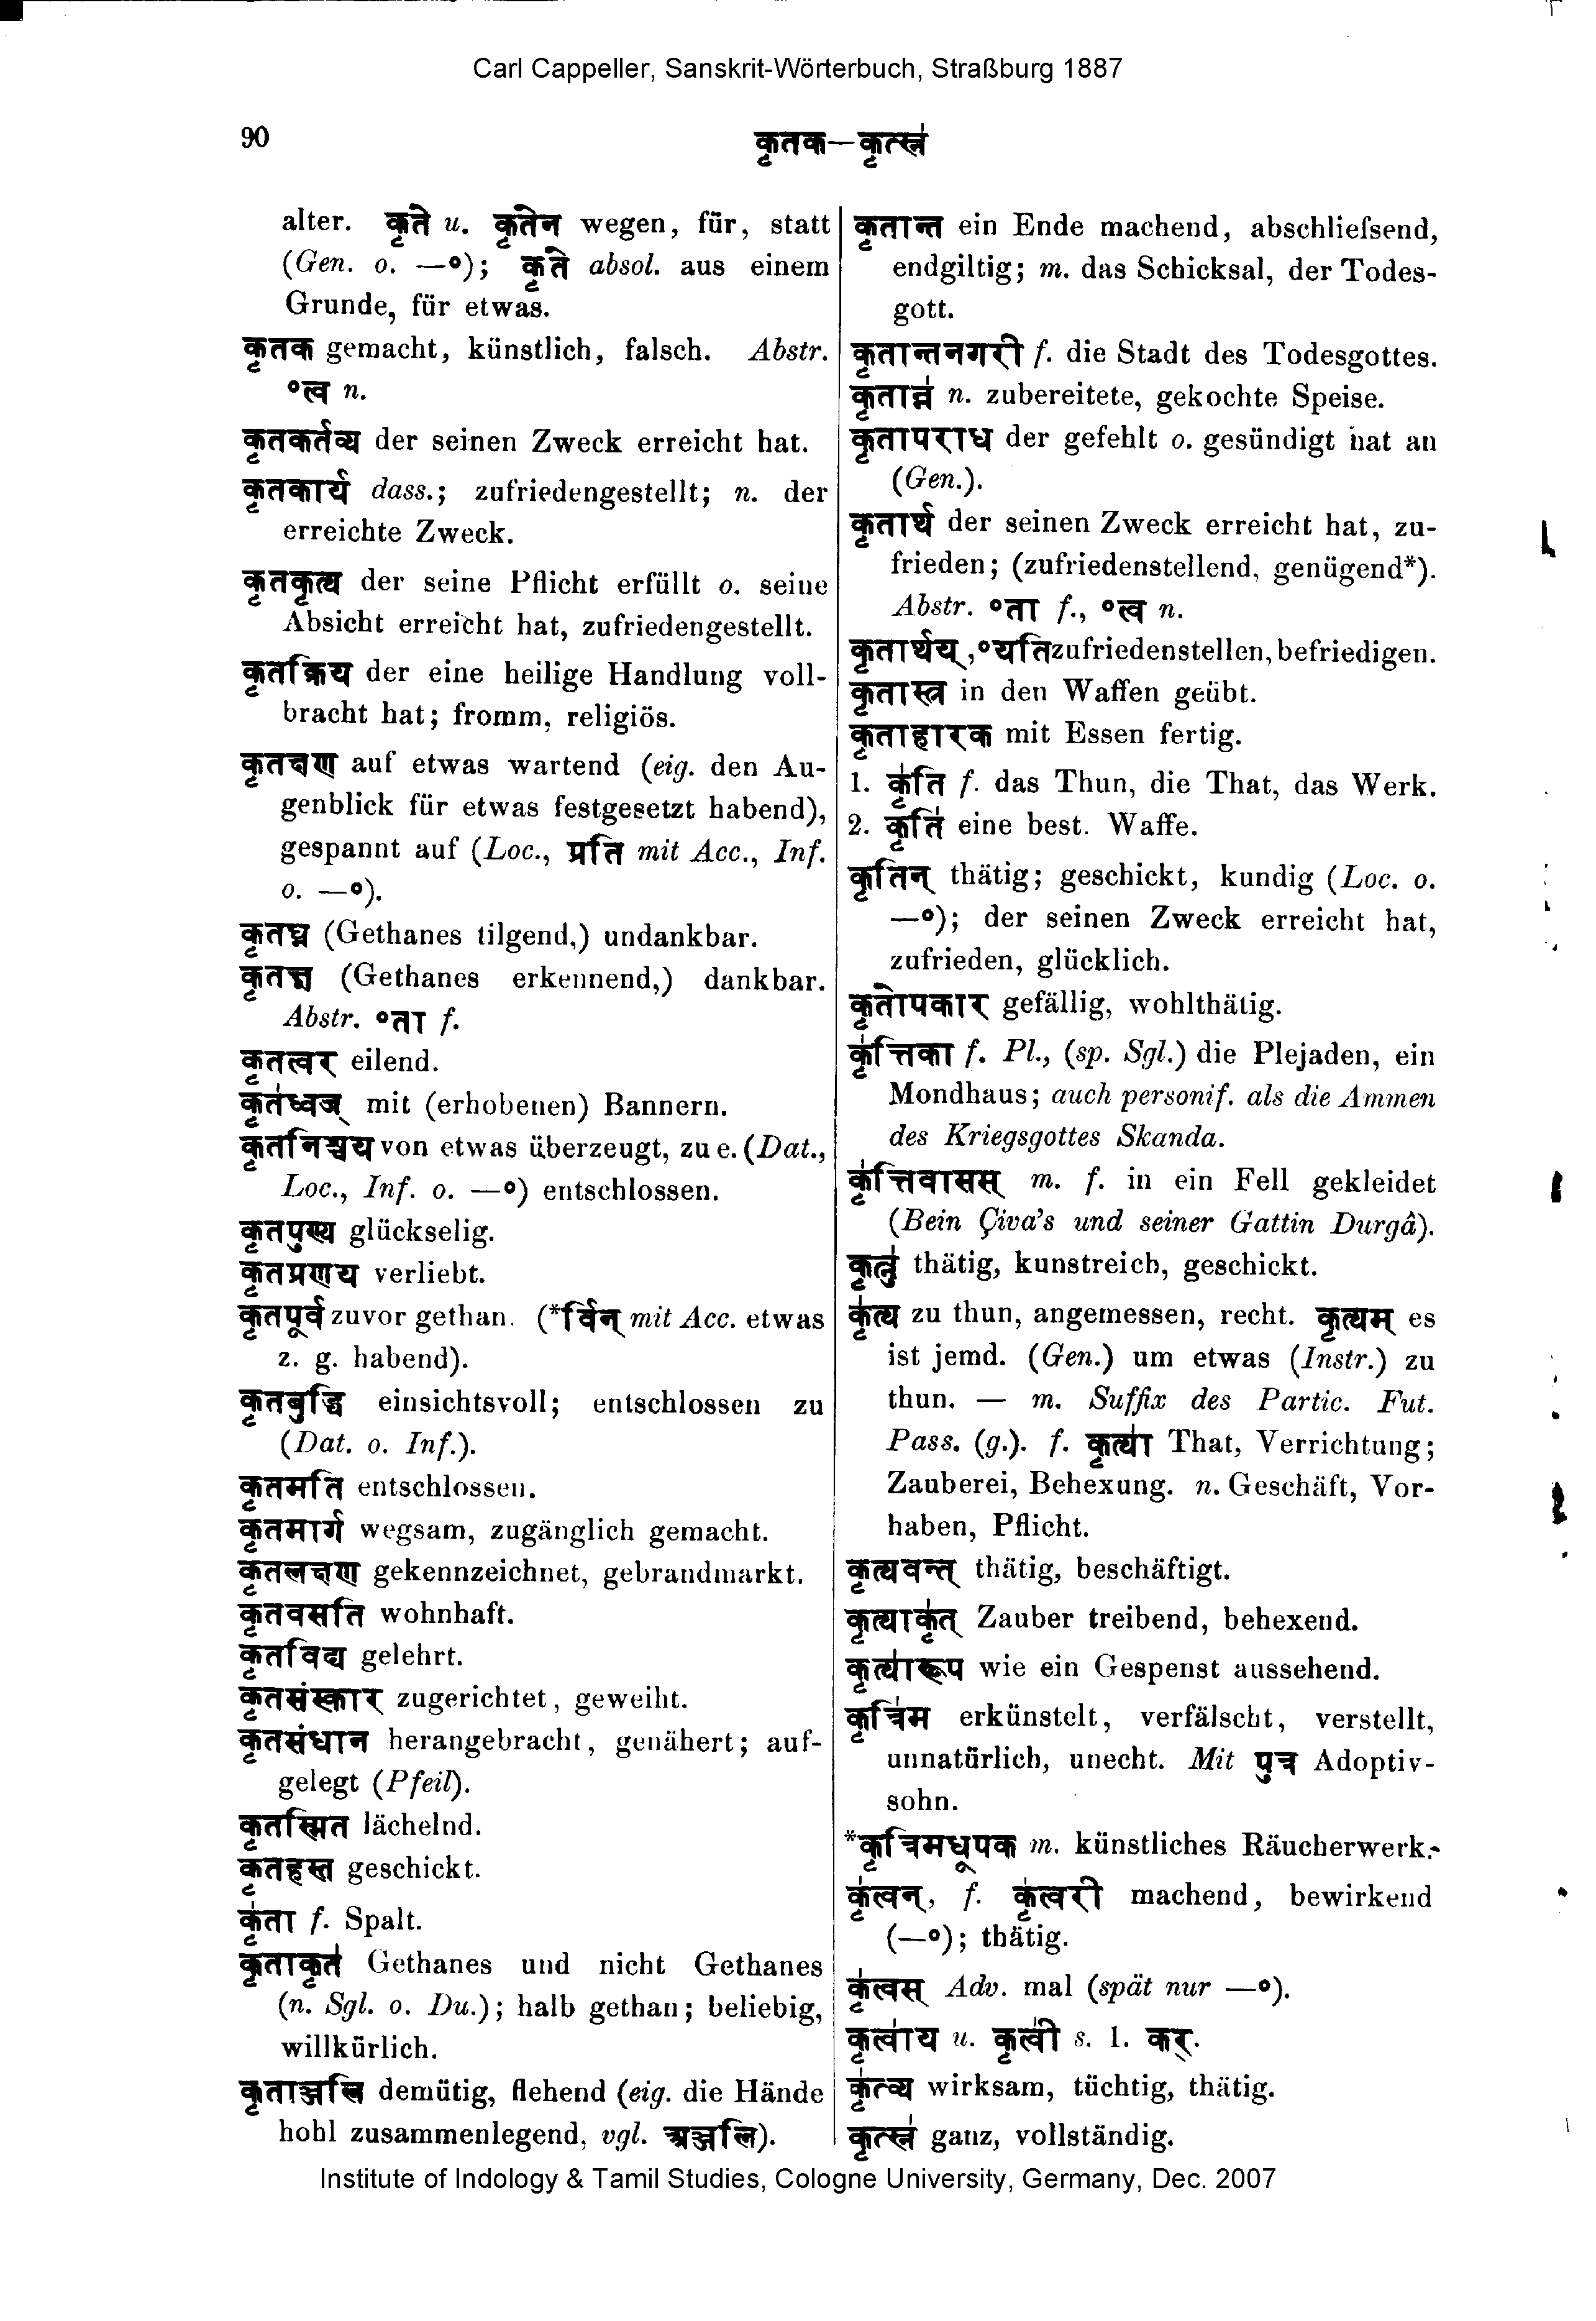 Carl Cappeller, Sanskrit-Wörterbuch, Straßburg 1887
90
कृतक—कृत्स्न॑
alter. कृते u. कृतेन wegen, für, statt
(Gen. o. —॰); कृते absol. aus einem
Grunde, für etwas.
कृतक gemacht, künstlich, falsch. Abstr.
॰त्व n.
कृतकर्तव्य der seinen Zweck erreicht hat.
कृतकार्य dass.; zufriedengestellt; n. der
erreichte Zweck.
कृतकृत्य der seine Pflicht erfüllt o. seine
Absicht erreicht hat, zufriedengestellt.
कृतक्रिय der eine heilige Handlung voll-
bracht hat; fromm, religiös.
कृतक्षण auf etwas wartend (eig. den Au-
genblick für etwas festgesetzt habend),
gespannt auf (Loc., प्रति mit Acc., Inf.
o. —॰).
कृतघ्न (Gethanes tilgend,) undankbar.
कृतज्ञ (Gethanes erkennend,) dankbar.
Abstr. ॰ता f.
कृतत्वर eilend.
कृत॑ध्वज् mit (erhobenen) Bannern.
कृतनिश्चय von etwas überzeugt, zu e. (Dat.,
Loc., Inf. o. —॰) entschlossen.
कृतपुण्य glückselig.
कृतप्रणय verliebt.
कृतपूर्व zuvor gethan. (*र्विन् mit Acc. etwas
z. g. habend).
कृतबुद्धि einsichtsvoll; entschlossen zu
(Dat. o. Inf.).
कृतमति entschlossen.
कृतमार्ग wegsam, zugänglich gemacht.
कृतलक्षण gekennzeichnet, gebrandmarkt.
कृतवसति wohnhaft.
कृतविद्य gelehrt.
कृतसंस्कार zugerichtet, geweiht.
कृतसंधान herangebracht, genähert; auf-
gelegt (Pfeil).
कृतस्मित lächelnd.
कृतहस्त geschickt.
कृ॑ता f. Spalt.
कृताकृत॑ Gethanes und nicht Gethanes
(n. Sgl. o. Du.); halb gethan; beliebig,
willkürlich.
कृताञ्जलि demütig, flehend (eig. die Hände
hohl zusammenlegend, vgl. अञ्जलि).
कृतान्त ein Ende machend, abschliefsend,
endgiltig; m. das Schicksal, der Todes-
gott.
कृतान्तनगरी f. die Stadt des Todesgottes.
कृतान्न॑ n. zubereitete, gekochte Speise.
कृतापराध der gefehlt o. gesündigt hat an
(Gen.).
कृतार्थ der seinen Zweck erreicht hat, zu-
frieden; (zufriedenstellend, genügend*).
Abstr. ॰ता f., ॰त्व n.
कृतार्थय्, ॰यति zufriedenstellen, befriedigen.
कृतास्त्र in den Waffen geübt.
कृताहारक mit Essen fertig.
1. कृ॑ति f. das Thun, die That, das Werk.
2. कृति॑ eine best. Waffe.
कृतिन् thätig; geschickt, kundig (Loc. o.
—॰); der seinen Zweck erreicht hat,
zufrieden, glücklich.
कृतोपकार gefällig, wohlthätig.
कृ॑त्तिका f. Pl., (sp. Sgl.) die Plejaden, ein
Mondhaus; auch personif. als die Ammen
des Kriegsgottes Skanda.
कृ॑त्तिवासस् m. f. in ein Fell gekleidet
(Bein Çiva's und seiner Gattin Durgâ).
कृत्नु॑ thätig, kunstreich, geschickt.
कृ॑त्य zu thun, angemessen, recht. कृत्यम् es
ist jemd. (Gen.) um etwas (Instr.) zu
thun. — m. Suffix des Partic. Fut.
Pass. (g.). f. कृत्या॑ That, Verrichtung;
Zauberei, Behexung. n. Geschäft, Vor-
haben, Pflicht.
कृत्यवन्त् thätig, beschäftigt.
कृत्याकृ॑त् Zauber treibend, behexend.
कृत्या॑रूप wie ein Gespenst aussehend.
कृत्रि॑म erkünstelt, verfälscht, verstellt,
unnatürlich, unecht. Mit पुत्र Adoptiv-
sohn.
*कृत्रिमधूपक m. künstliches Räucherwerk.
कृ॑त्वन्, f. कृ॑त्वरी machend, bewirkend
(—॰); thätig.
कृ॑त्वस् Adv. mal (spät nur —॰).
कृत्वा॑य u. कृत्वी॑ s. 1. कर्.
कृ॑त्व्य wirksam, tüchtig, thätig.
कृत्स्न॑ ganz, vollständig.
Institute of Indology & Tamil Studies, Cologne University, Germany, Dec. 2007